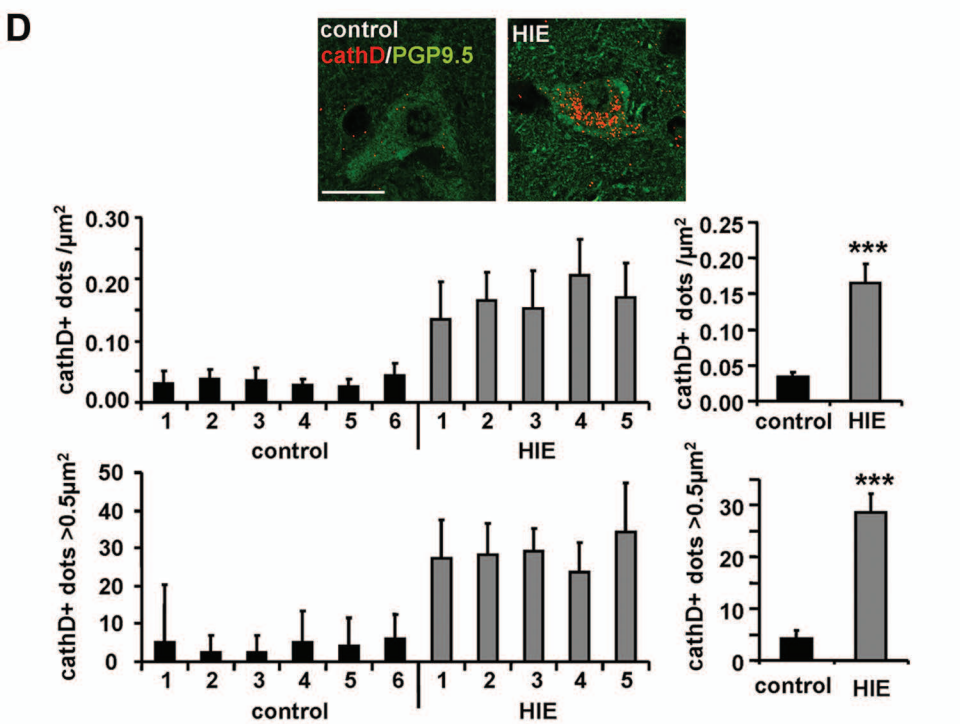 D
control
cathD/PGP9.5
HIE
cathD+ dots /µm²
0.30
0.20
0.10
0.00
1 2 3 4 5 6 1 2 3 4 5
control HIE
cathD+ dots /µm²
0.25
0.20
0.15
0.10
0.05
0.00
***
control HIE
cathD+ dots >0.5µm²
50
40
30
20
10
0
1 2 3 4 5 6 1 2 3 4 5
control HIE
cathD+ dots >0.5µm²
30
20
10
0
***
control HIE